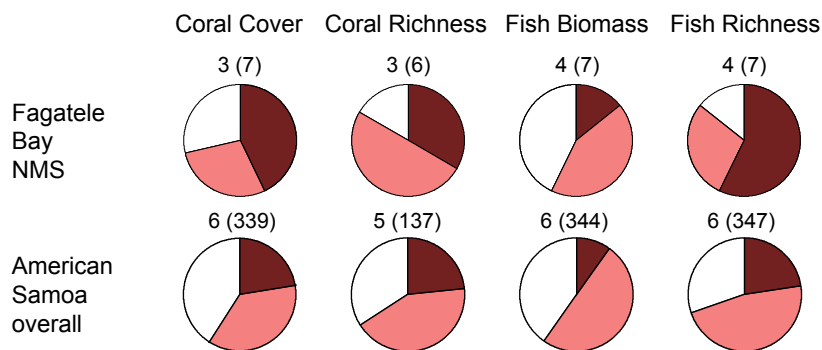 Coral Cover Coral Richness Fish Biomass Fish Richness
3 (7) 3 (6) 4 (7) 4 (7)
Fagatele
Bay
NMS
6 (339) 5 (137) 6 (344) 6 (347)
American
Samoa
overall